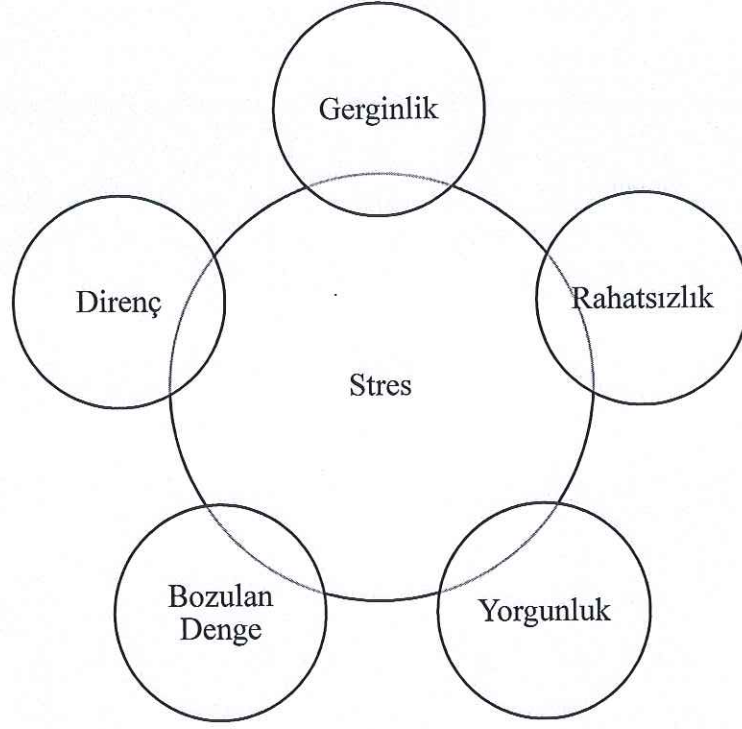 Gerginlik
Direnç
Rahatsızlık
Stres
Bozulan
Denge
Yorgunluk